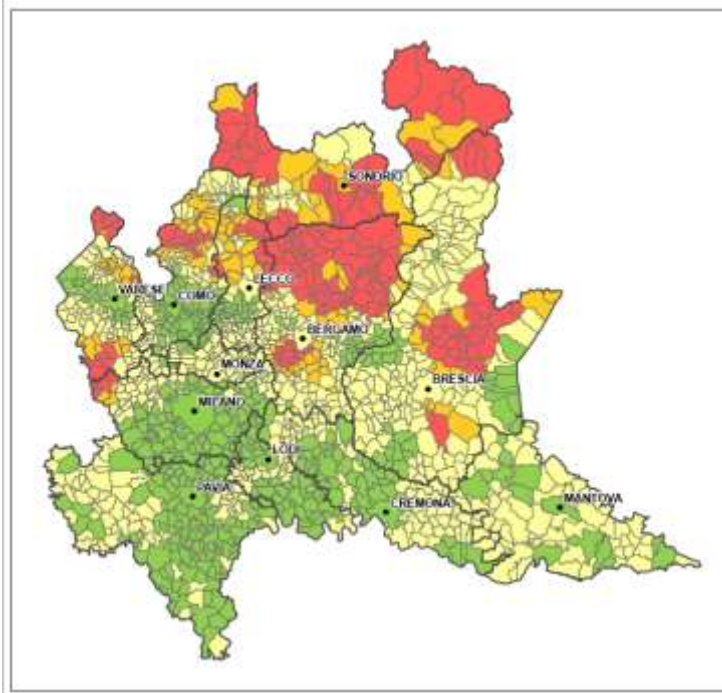 SONDRIO
LECCO
VARESE
COMO
BERGAMO
MONZA
BRESCIA
MILANO
LODI
PAVIA
CREMONA
MANTOVA